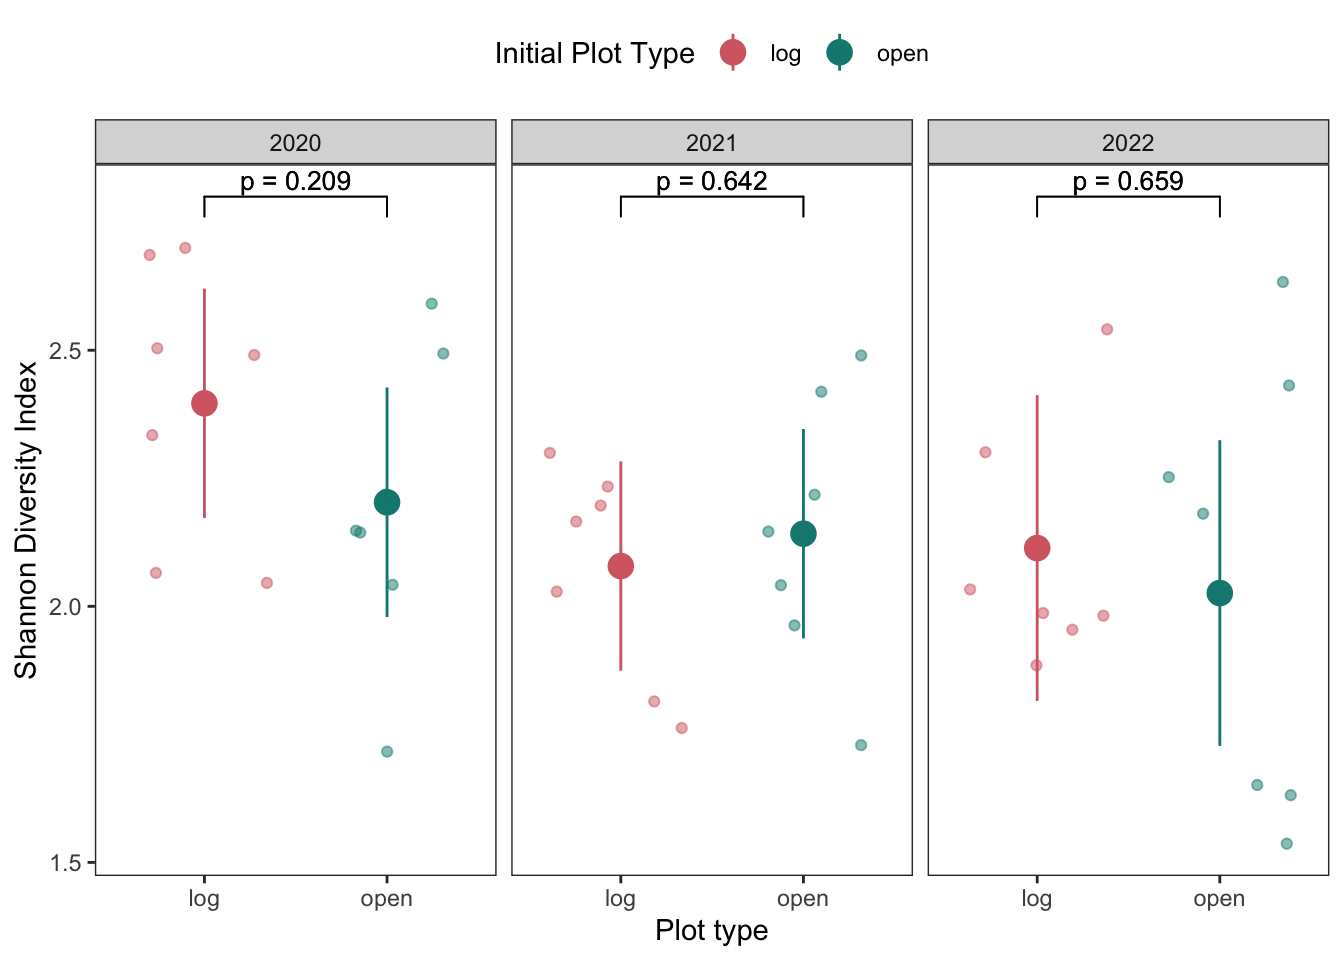 Initial Plot Type log open
2020 2021 2022
p = 0.209 p = 0.642 p = 0.659
Shannon Diversity Index
2.5
2.0
1.5
log open log open log open
Plot type